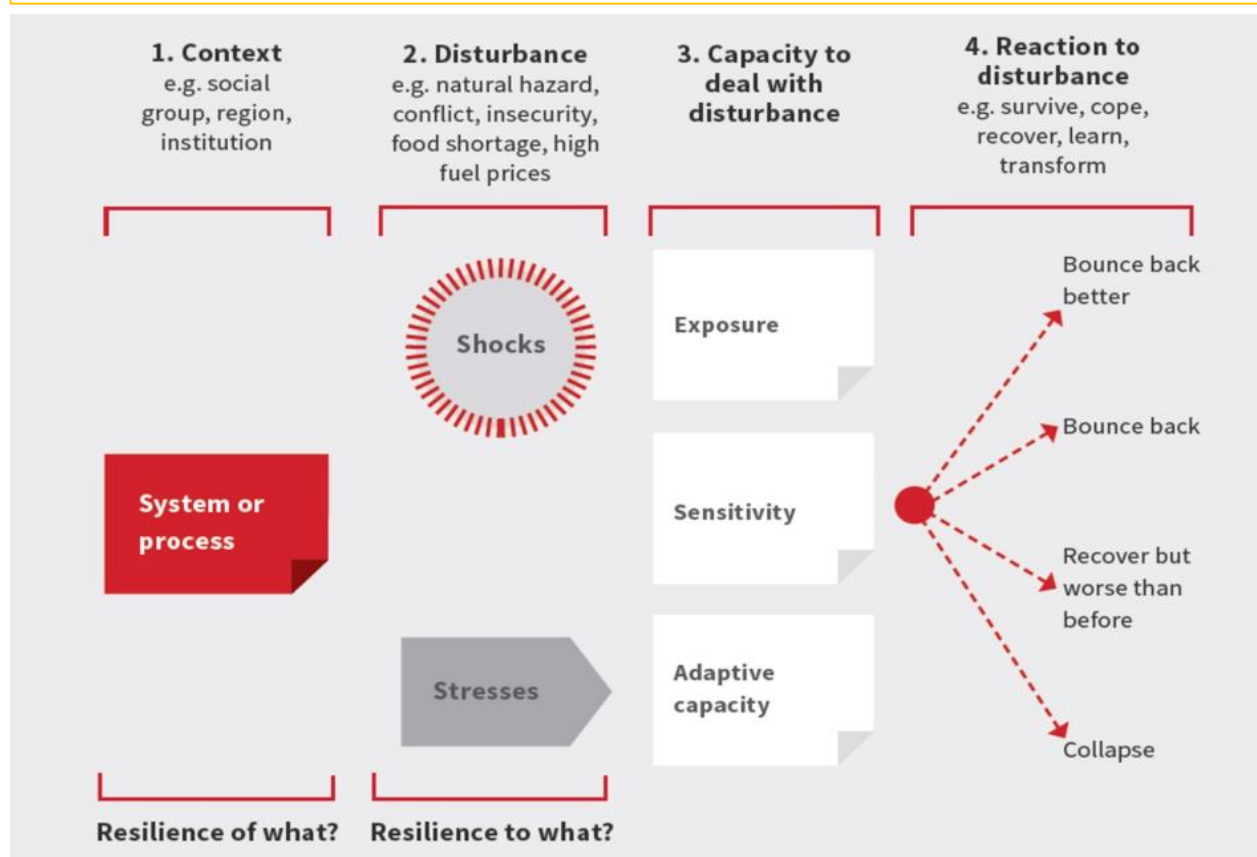 1. Context
e.g. social
group, region,
institution
2. Disturbance
e.g. natural hazard,
conflict, insecurity,
food shortage, high
fuel prices
3. Capacity to
deal with
disturbance
4. Reaction to
disturbance
e.g. survive, cope,
recover, learn,
transform
System or
process
Shocks
Stresses
Exposure
Sensitivity
Adaptive
capacity
Bounce back
better
Bounce back
Recover but
worse than
before
Collapse
Resilience of what?
Resilience to what?